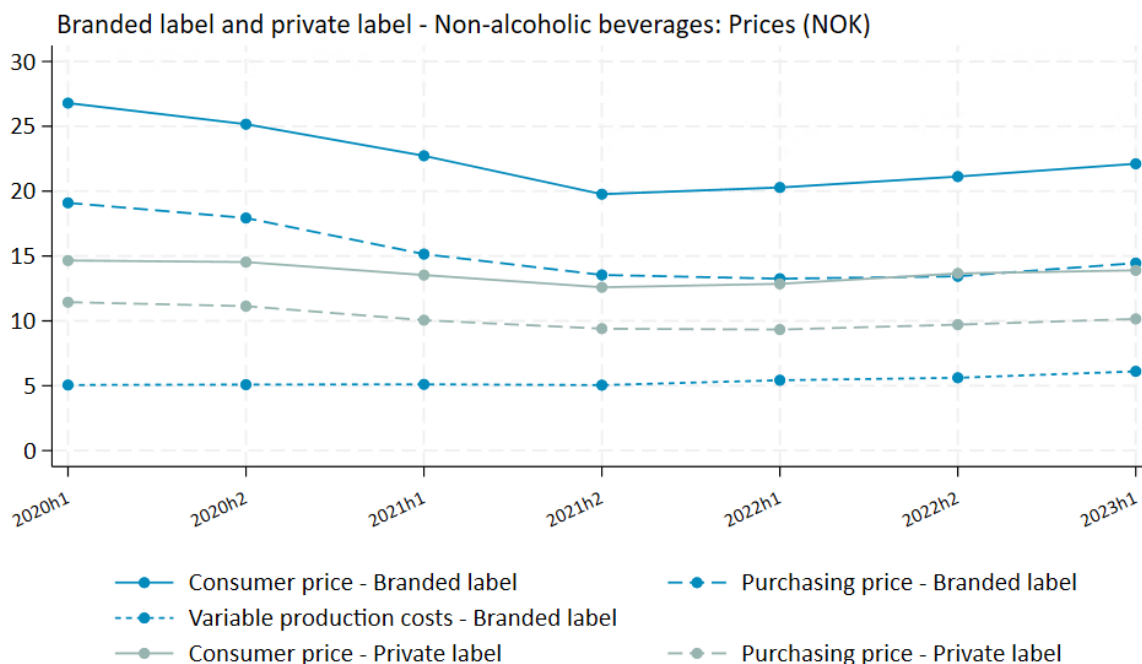 Branded label and private label - Non-alcoholic beverages: Prices (NOK)
30
25
20
15
10
5
0
2020h1 2020h2 2021h1 2021h2 2022h1 2022h2 2023h1
Consumer price - Branded label Purchasing price - Branded label
Variable production costs - Branded label
Consumer price - Private label Purchasing price - Private label